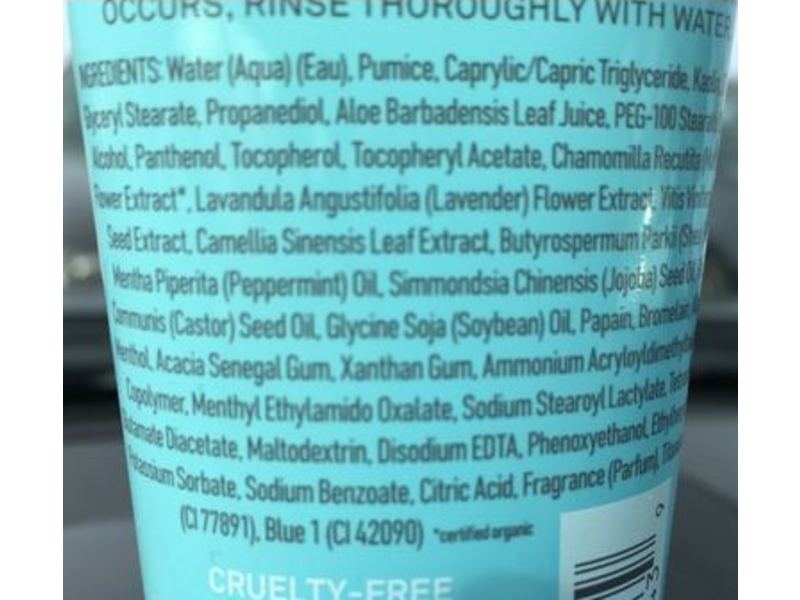 OCCURS, RINSE THOROUGHLY WITH WATER
INGREDIENTS: Water (Aqua) (Eau), Pumice, Caprylic/Capric Triglyceride,
Glyceryl Stearate, Propanediol, Aloe Barbadensis Leaf Juice, PEG-100
Alcohol, Panthenol, Tocopherol, Tocopheryl Acetate, Chamomilla Recutita
Flower Extract*, Lavandula Angustifolia (Lavender) Flower Extract, Vitis
Seed Extract, Camellia Sinensis Leaf Extract, Butyrospermum Parkii
Mentha Piperita (Peppermint) Oil, Simmondsia Chinensis (Jojoba) Seed Oil,
Communis (Castor) Seed Oil, Glycine Soja (Soybean) Oil, Papain,
Menthol, Acacia Senegal Gum, Xanthan Gum, Ammonium
Copolymer, Menthyl Ethylamido Oxalate, Sodium Stearoyl Lactylate,
Diacetate, Maltodextrin, Disodium EDTA, Phenoxyethanol,
Potassium Sorbate, Sodium Benzoate, Citric Acid, Fragrance (Parfum),
(CI 77891), Blue 1 (CI 42090) *certified organic
CRUELTY-FREE